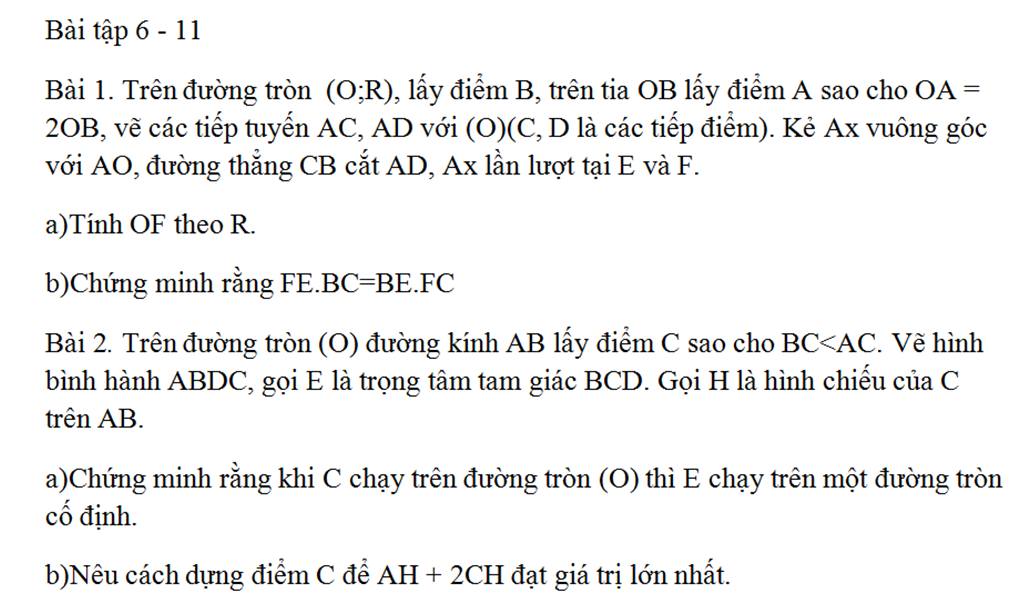 Bài tập 6 - 11
Bài 1. Trên đường tròn (O;R), lấy điểm B, trên tia OB lấy điểm A sao cho OA =
2OB, vẽ các tiếp tuyến AC, AD với (O)(C, D là các tiếp điểm). Kẻ Ax vuông góc
với AO, đường thẳng CB cắt AD, Ax lần lượt tại E và F.
a)Tính OF theo R.
b)Chứng minh rằng FE.BC=BE.FC
Bài 2. Trên đường tròn (O) đường kính AB lấy điểm C sao cho BC<AC. Vẽ hình
bình hành ABDC, gọi E là trọng tâm tam giác BCD. Gọi H là hình chiếu của C
trên AB.
a)Chứng minh rằng khi C chạy trên đường tròn (O) thì E chạy trên một đường tròn
cố định.
b)Nêu cách dựng điểm C để AH + 2CH đạt giá trị lớn nhất.